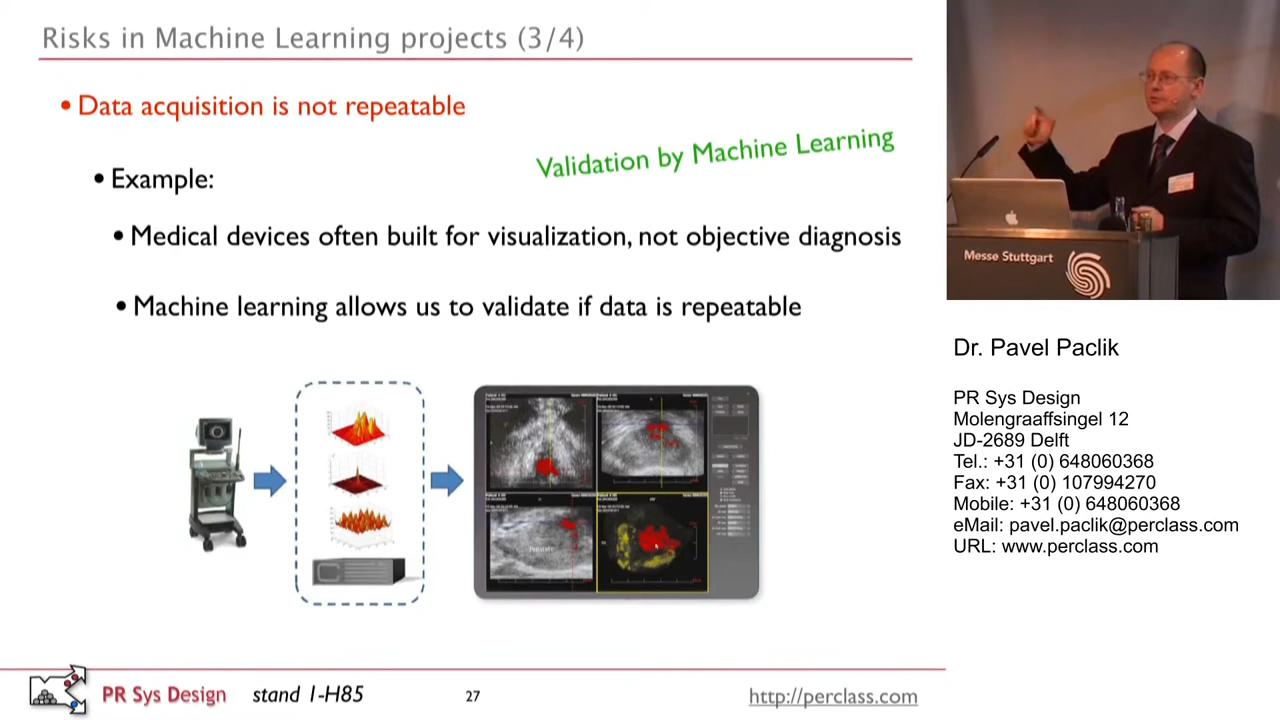 Risks in Machine Learning projects (3/4)
• Data acquisition is not repeatable
Validation by Machine Learning
• Example:
• Medical devices often built for visualization, not objective diagnosis
• Machine learning allows us to validate if data is repeatable
Prostate
PR Sys Design
stand 1-H85
27
http://perclass.com
Messe Stuttgart
Dr. Pavel Paclik
PR Sys Design
Molengraaffsingel 12
JD-2689 Delft
Tel.: +31 (0) 648060368
Fax: +31 (0) 107994270
Mobile: +31 (0) 648060368
eMail: pavel.paclik@perclass.com
URL: www.perclass.com